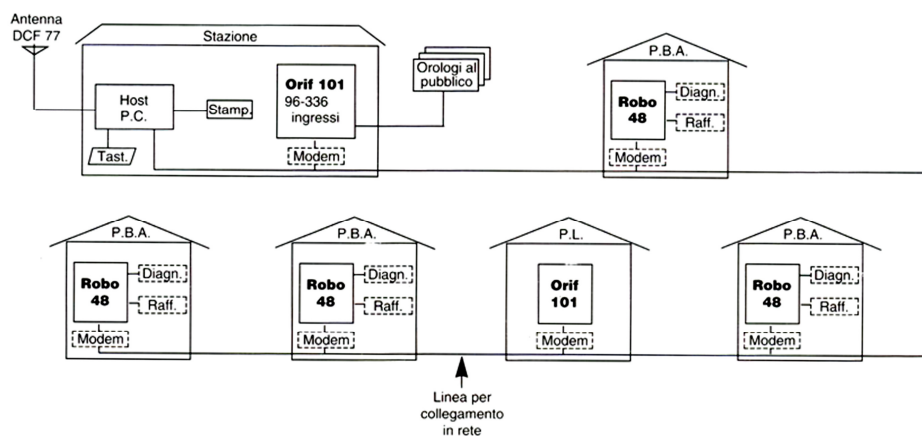 Antenna
DCF 77
Stazione
Host
P.C.
Stamp.
Tast.
Orif 101
96-336
ingressi
Modem
Orologi al
pubblico
P.B.A.
Robo
48
Diagn.
Raff.
Modem
P.B.A.
Robo
48
Diagn.
Raff.
Modem
P.B.A.
Robo
48
Diagn.
Raff.
Modem
P.L.
Orif
101
Modem
P.B.A.
Robo
48
Diagn.
Raff.
Modem
Linea per
collegamento
in rete